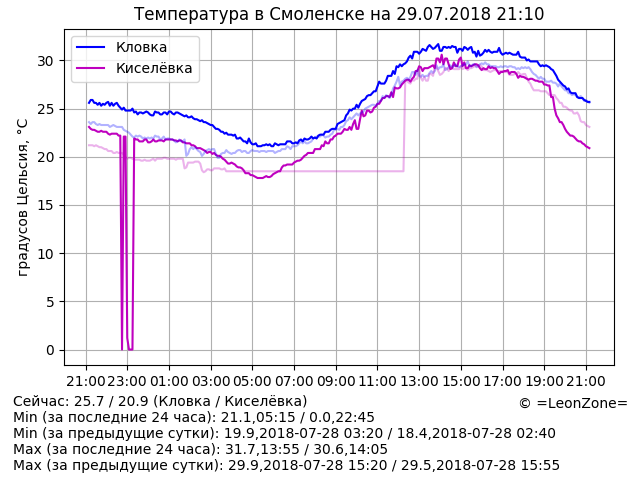 Температура в Смоленске на 29.07.2018 21:10
Кловка
Киселёвка
градусов Цельсия, °C
30
25
20
15
10
5
0
21:00 23:00 01:00 03:00 05:00 07:00 09:00 11:00 13:00 15:00 17:00 19:00 21:00
Сейчас: 25.7 / 20.9 (Кловка / Киселёвка)
© =LeonZone=
Min (за последние 24 часа): 21.1,05:15 / 0.0,22:45
Min (за предыдущие сутки): 19.9,2018-07-28 03:20 / 18.4,2018-07-28 02:40
Max (за последние 24 часа): 31.7,13:55 / 30.6,14:05
Max (за предыдущие сутки): 29.9,2018-07-28 15:20 / 29.5,2018-07-28 15:55